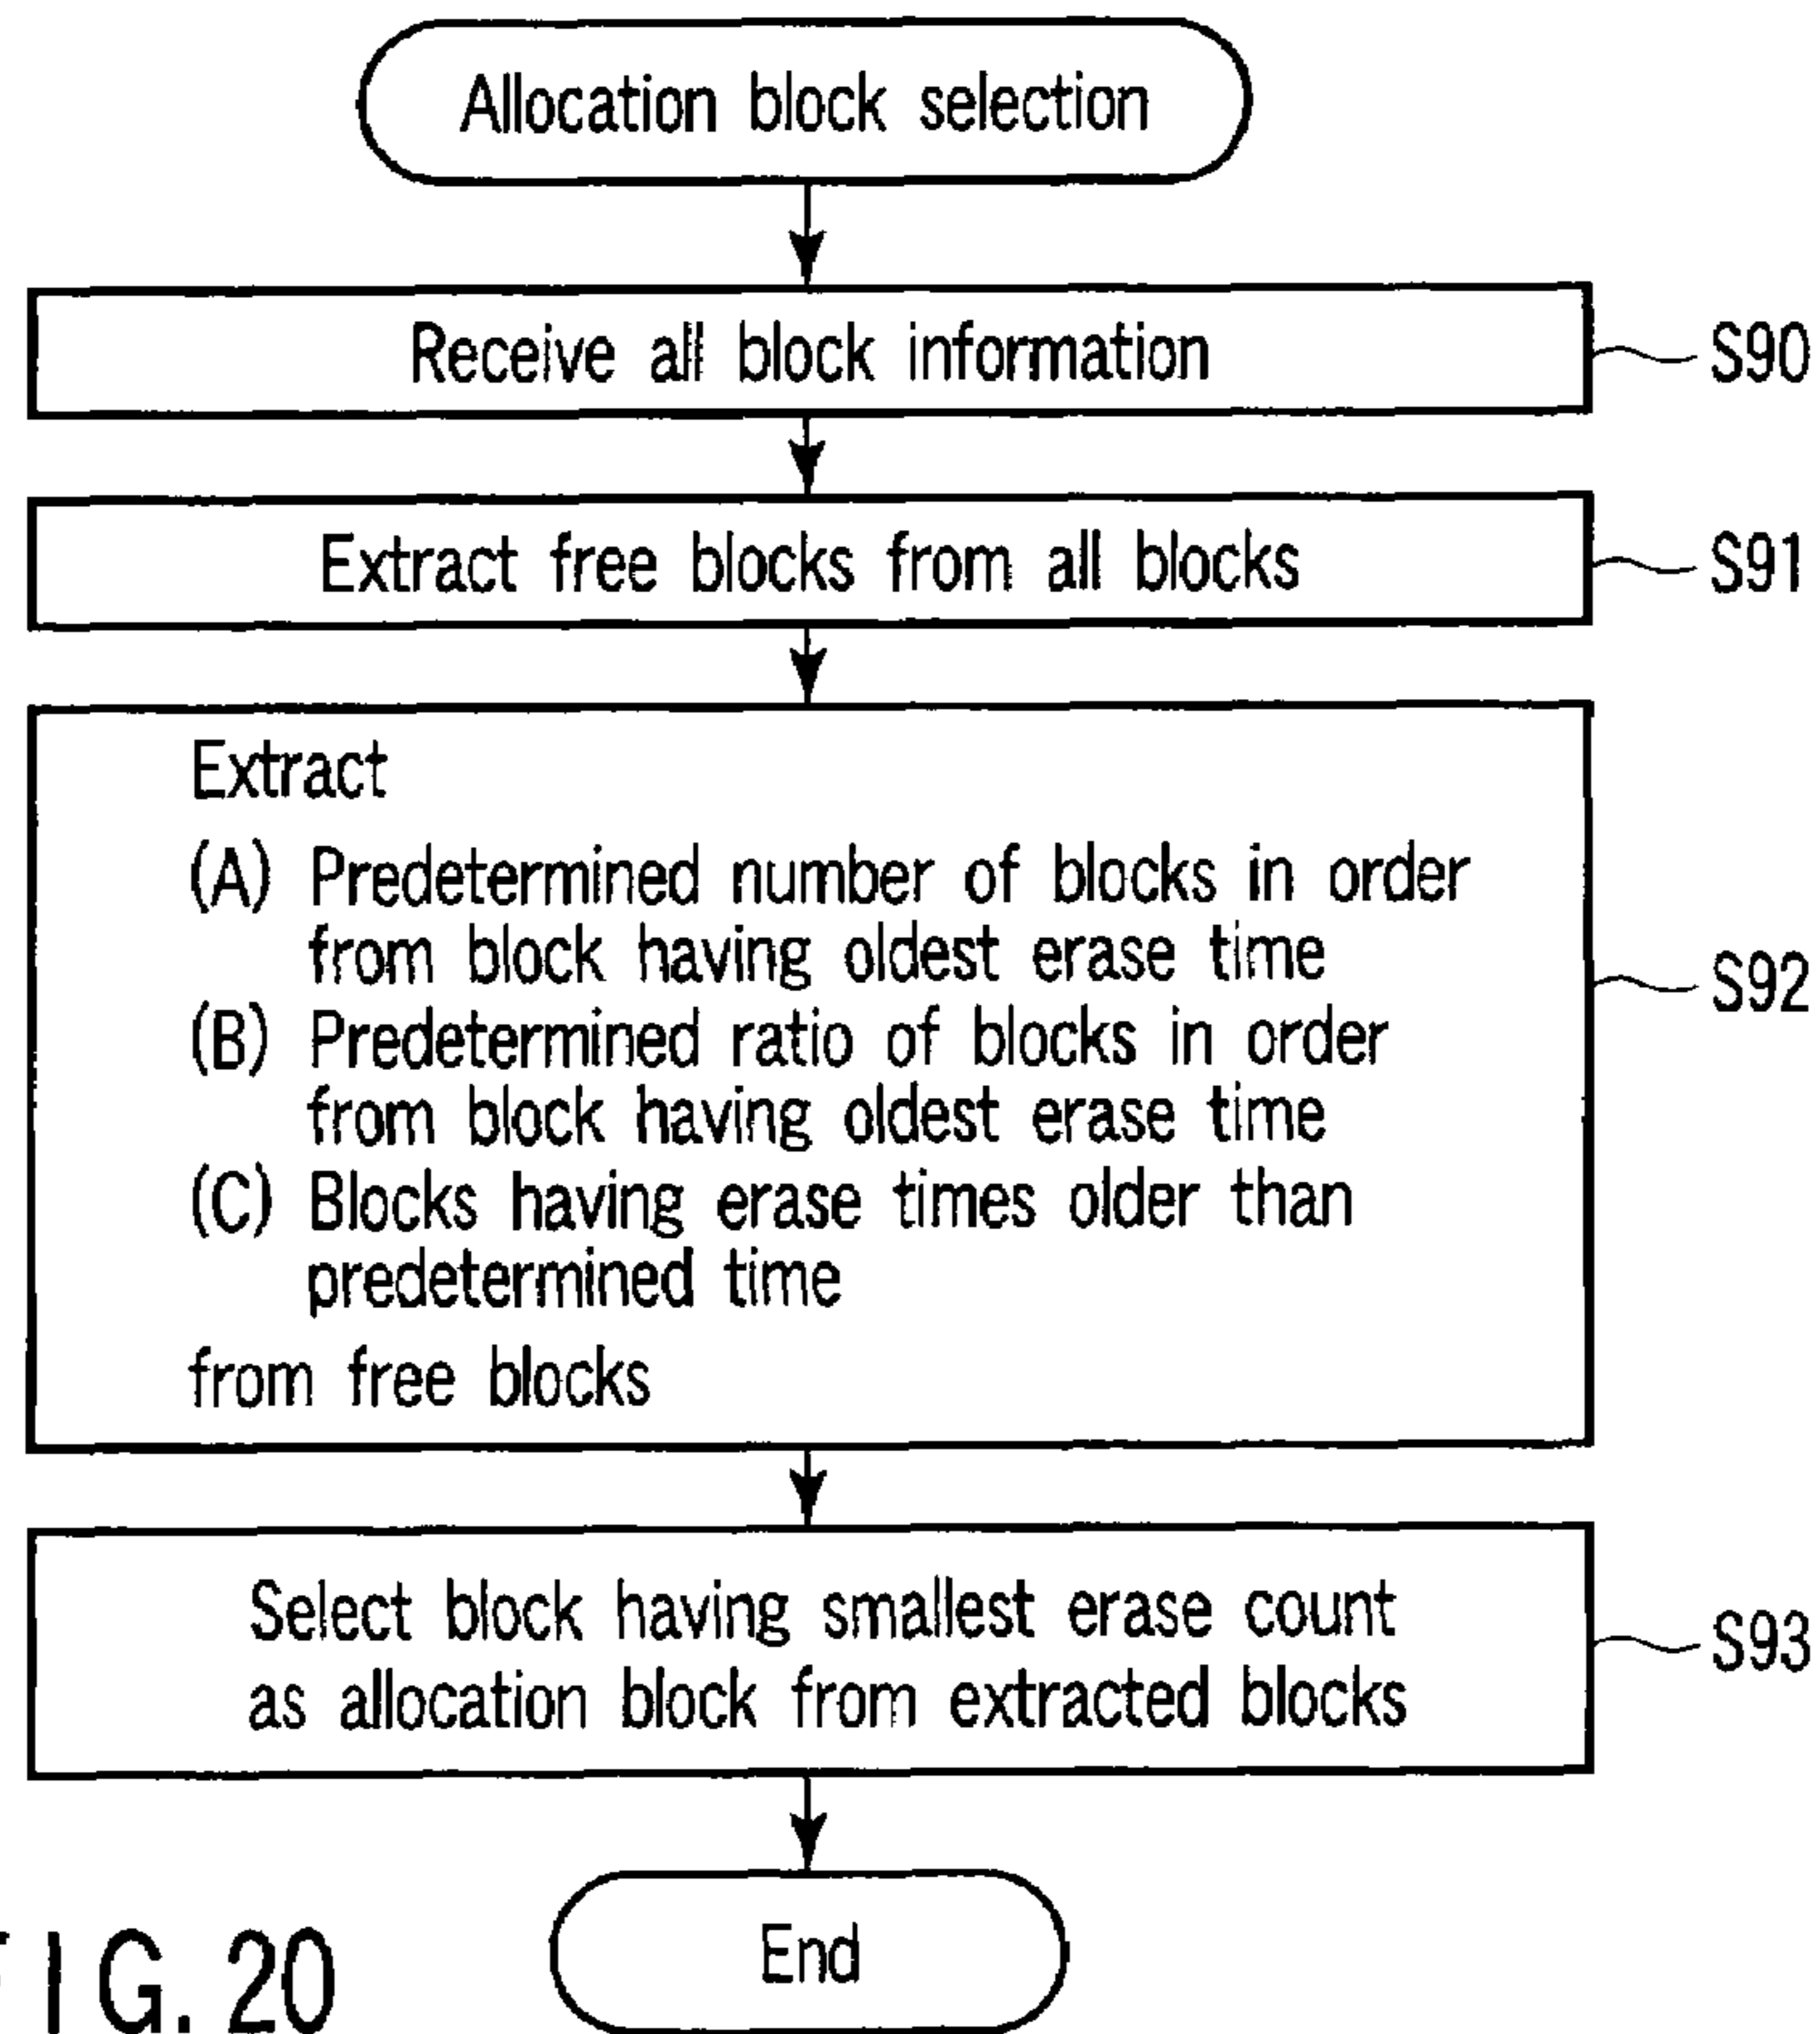 Allocation block selection
Receive all block information
S90
Extract free blocks from all blocks
S91
Extract
(A) Predetermined number of blocks in order
from block having oldest erase time
(B) Predetermined ratio of blocks in order
from block having oldest erase time
(C) Blocks having erase times older than
predetermined time
from free blocks
S92
Select block having smallest erase count
as allocation block from extracted blocks
S93
End
FIG. 20